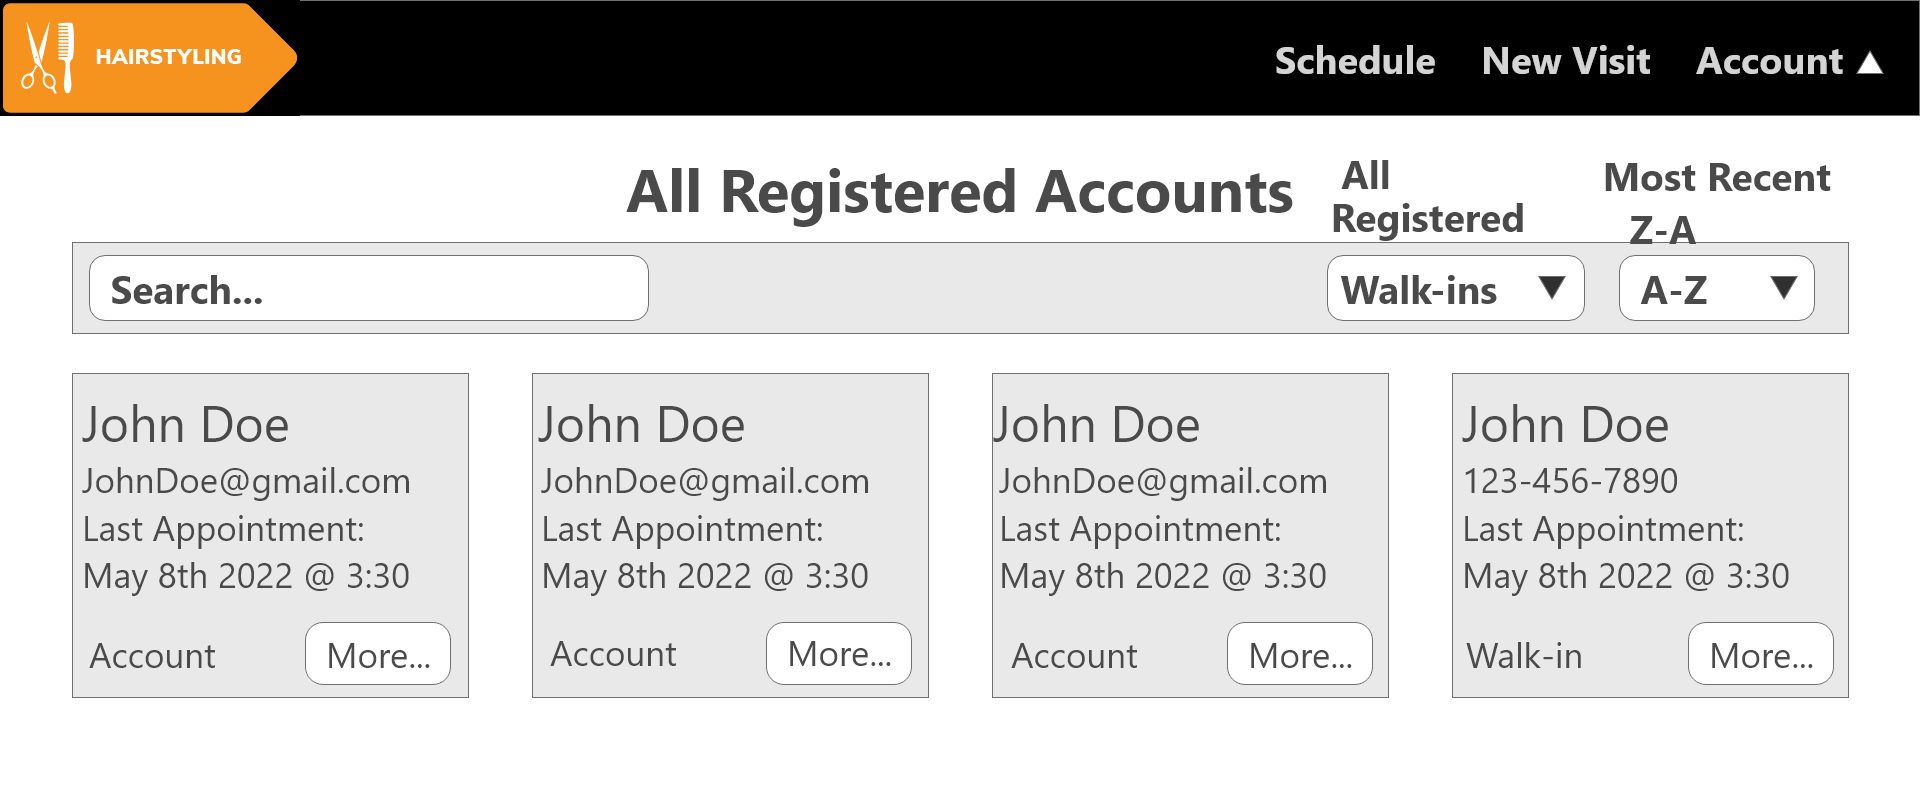 HAIRSTYLING
Schedule New Visit Account
All Registered Accounts
All
Registered
Most Recent
Z-A
Search...
Walk-ins
A-Z
John Doe
JohnDoe@gmail.com
Last Appointment:
May 8th 2022 @ 3:30
Account More...
John Doe
JohnDoe@gmail.com
Last Appointment:
May 8th 2022 @ 3:30
Account More...
John Doe
JohnDoe@gmail.com
Last Appointment:
May 8th 2022 @ 3:30
Account More...
John Doe
123-456-7890
Last Appointment:
May 8th 2022 @ 3:30
Walk-in More...